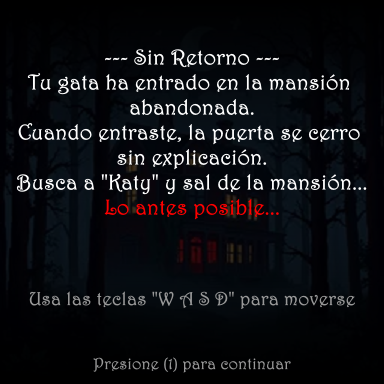 --- Sin Retorno ---
Tu gata ha entrado en la mansión
abandonada.
Cuando entraste, la puerta se cerro
sin explicación.
Busca a "Katy" y sal de la mansión...
Lo antes posible...
Usa las teclas "W A S D" para moverse
Presione (1) para continuar